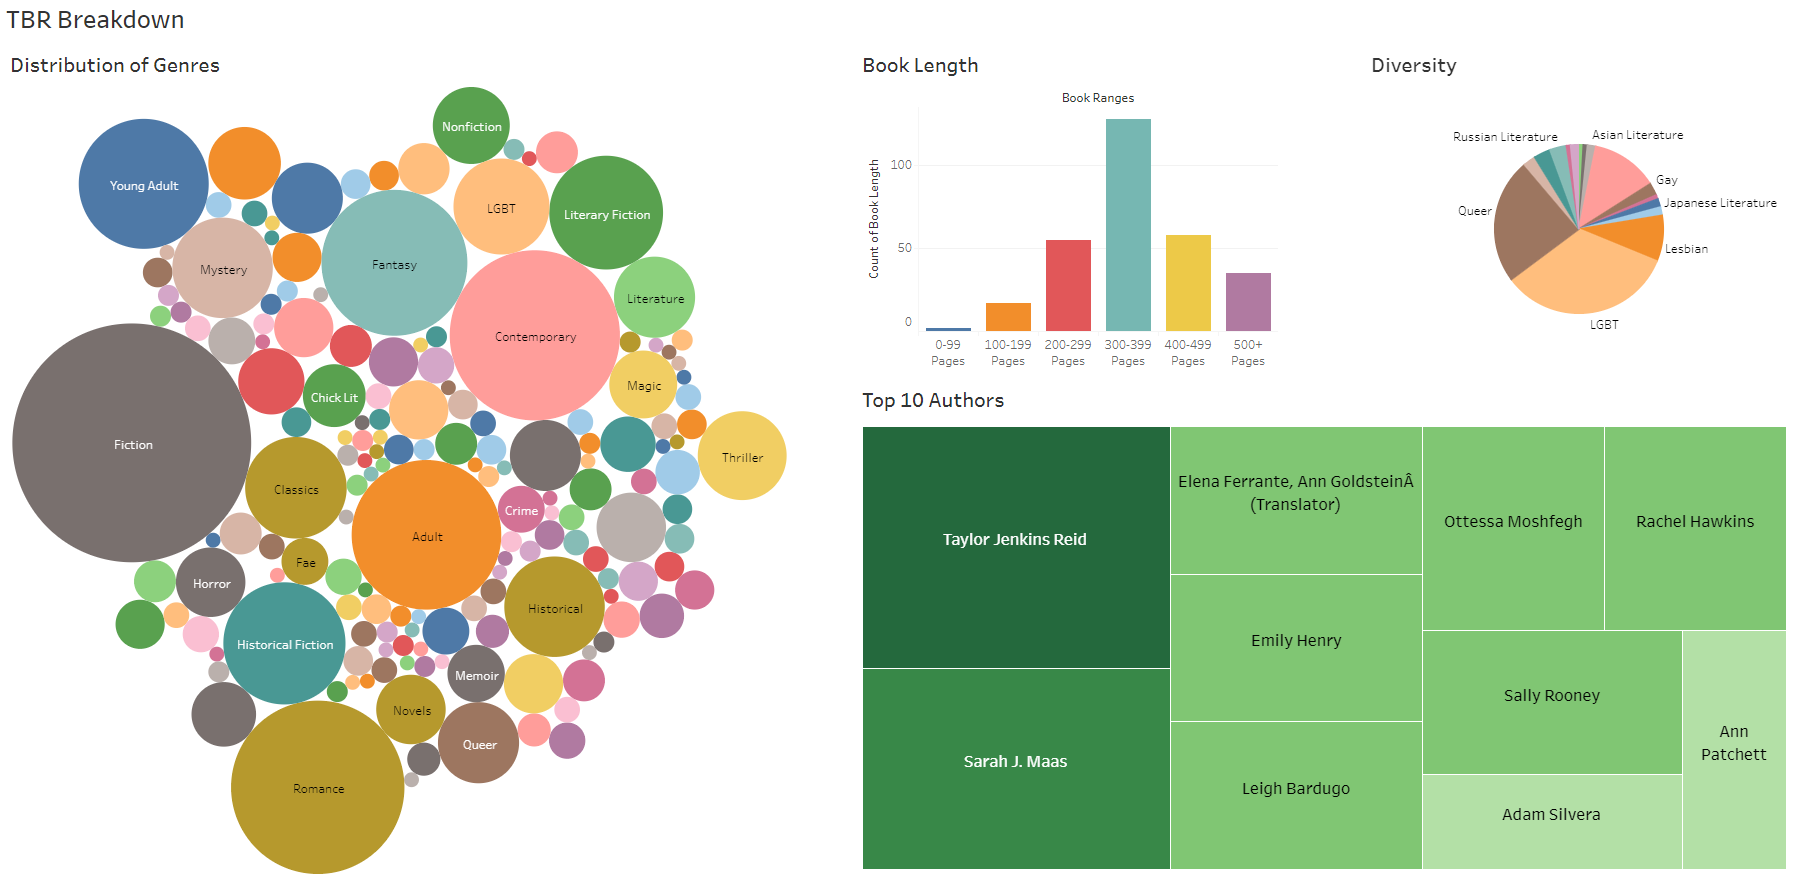 TBR Breakdown
Distribution of Genres
Nonfiction
Young Adult
LGBT
Literary Fiction
Mystery
Fantasy
Literature
Contemporary
Magic
Chick Lit
Fiction
Thriller
Classics
Crime
Adult
Fae
Horror
Historical
Historical Fiction
Memoir
Novels
Queer
Romance
Book Length
Book Ranges
Count of Book Length
100
50
0
0-99
Pages
100-199
Pages
200-299
Pages
300-399
Pages
400-499
Pages
500+
Pages
Diversity
Russian Literature
Asian Literature
Gay
Japanese Literature
Queer
Lesbian
LGBT
Top 10 Authors
Taylor Jenkins Reid
Sarah J. Maas
Elena Ferrante, Ann GoldsteinÂ
(Translator)
Emily Henry
Leigh Bardugo
Ottessa Moshfegh
Rachel Hawkins
Sally Rooney
Adam Silvera
Ann
Patchett